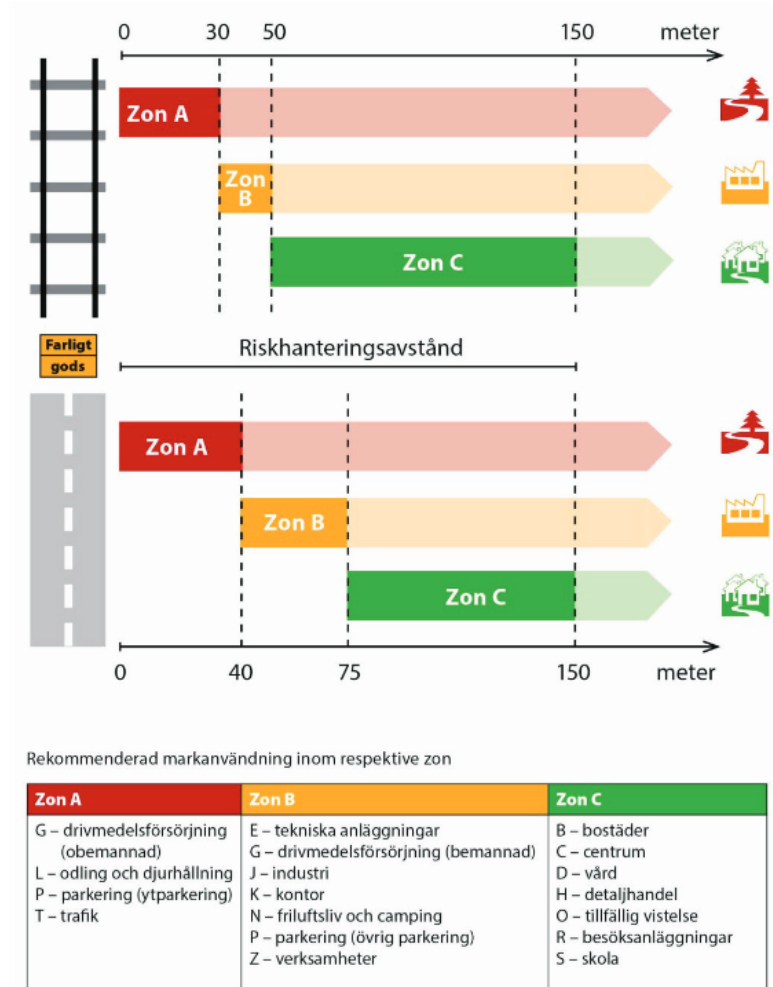 0 30 50 150 meter
Zon A
Zon
B
Zon C
Farligt
gods
Riskhanteringsavstånd
Zon A
Zon B
Zon C
0 40 75 150 meter
Rekommenderad markanvändning inom respektive zon
Zon A
G – drivmedelsförsörjning
(obemannad)
L – odling och djurhållning
P – parkering (ytparkering)
T – trafik
Zon B
E – tekniska anläggningar
G – drivmedelsförsörjning (bemannad)
J – industri
K – kontor
N – friluftsliv och camping
P – parkering (övrig parkering)
Z – verksamheter
Zon C
B – bostäder
C – centrum
D – vård
H – detaljhandel
O – tillfällig vistelse
R – besöksanläggningar
S – skola